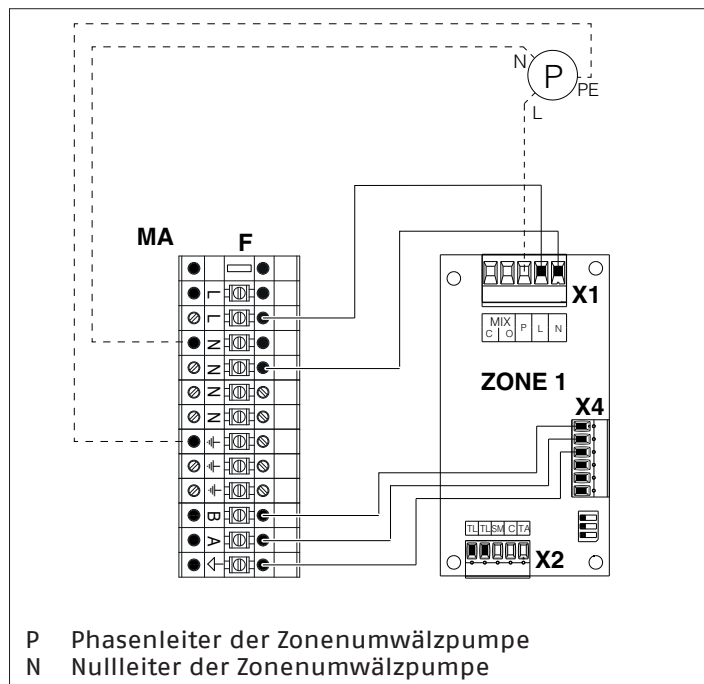 N
P
PE
L
MA
F
L
L
N
N
N
N
B
A
X1
MIX
C O P L N
ZONE 1
X4
TL TL SM C TA
X2
P Phasenleiter der Zonenumwälzpumpe
N Nullleiter der Zonenumwälzpumpe